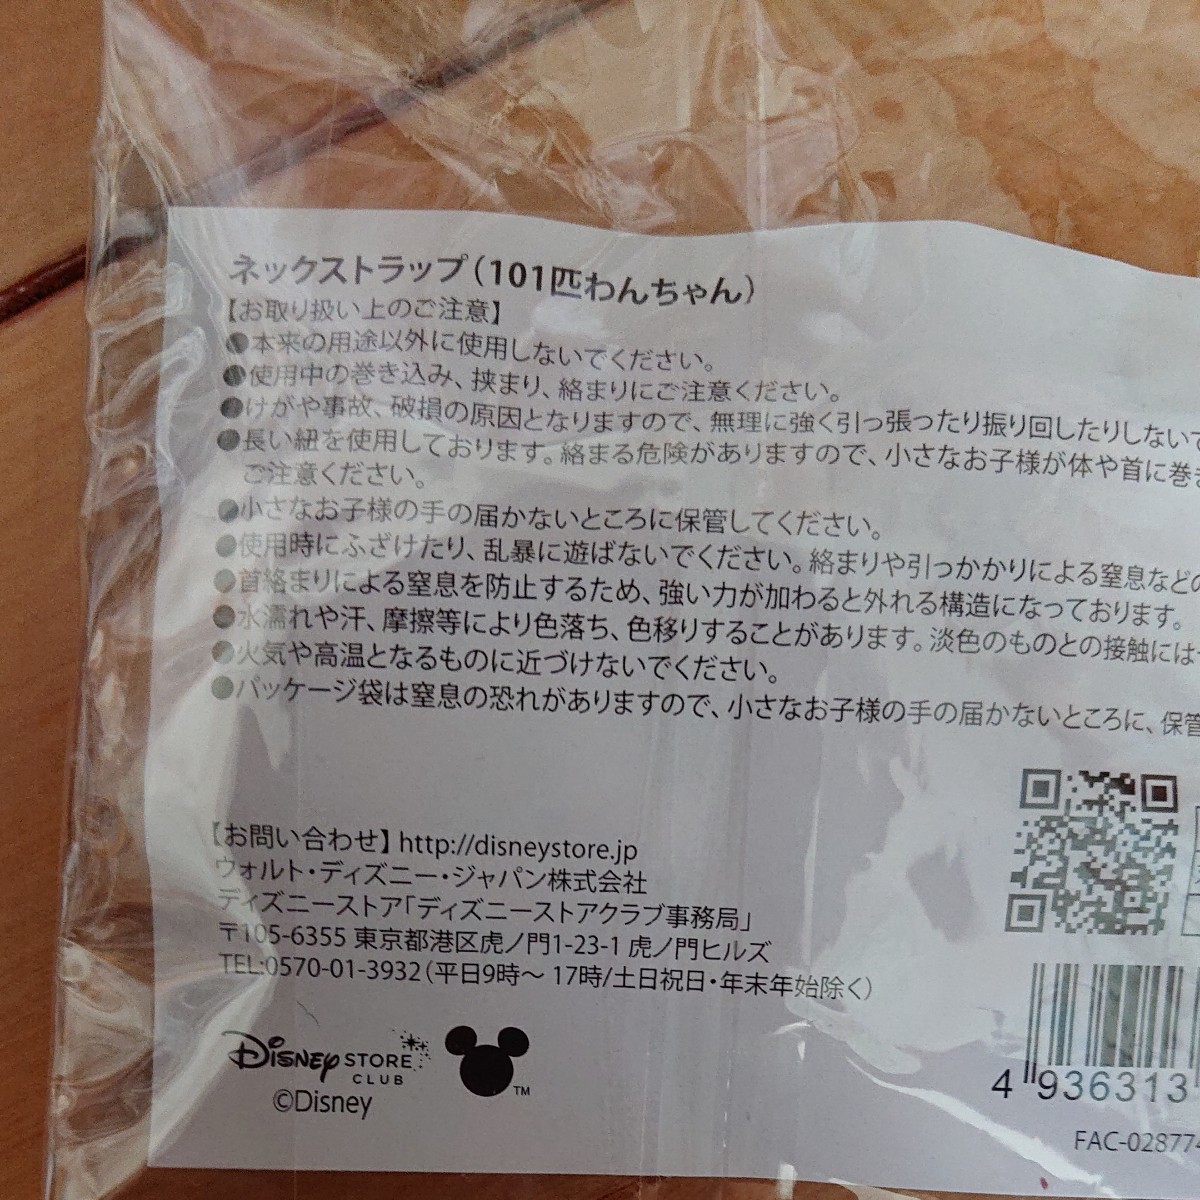 ネックストラップ(101匹わんちゃん)
【お取り扱い上のご注意】
●本来の用途以外に使用しないでください。
●使用中の巻き込み、挟まり、絡まりにご注意ください。
●けがや事故、破損の原因となりますので、無理に強く引っ張ったり振り回したりしないで
●長い紐を使用しております。絡まる危険がありますので、小さなお子様が体や首に巻き
ご注意ください。
●小さなお子様の手の届かないところに保管してください。
●使用時にふざけたり、乱暴に遊ばないでください。絡まりや引っかかりによる窒息などの
●首絡まりによる窒息を防止するため、強い力が加わると外れる構造になっております。
●水濡れや汗、摩擦等により色落ち、色移りすることがあります。淡色のものとの接触には
●火気や高温となるものに近づけないでください。
●パッケージ袋は窒息の恐れがありますので、小さなお子様の手の届かないところに、保管
【お問い合わせ】http://disneystore.jp
ウォルト・ディズニー・ジャパン株式会社
ディズニーストア「ディズニーストアクラブ事務局」
〒105-6355 東京都港区虎ノ門1-23-1 虎ノ門ヒルズ
TEL:0570-01-3932(平日9時〜17時/土日祝日・年末年始除く)
Disney STORE
CLUB
TM
©Disney
4 936313
FAC-028774